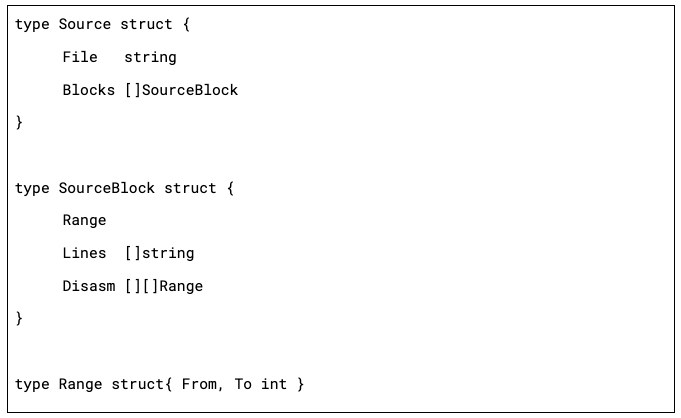 type Source struct {
File   string
Blocks []SourceBlock
}
type SourceBlock struct {
Range
Lines  []string
Disasm [][]Range
}
type Range struct{ From, To int }